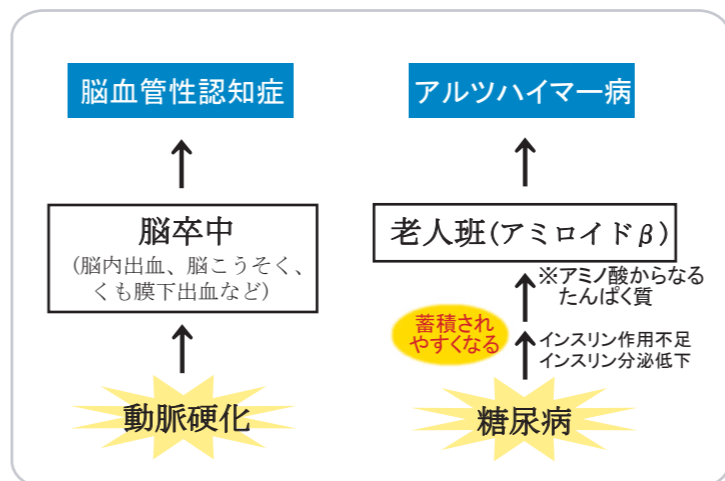 脳血管性認知症
脳卒中
(脳内出血、脳こうそく、
くも膜下出血など)
動脈硬化
アルツハイマー病
老人班(アミロイドβ)
※アミノ酸からなる
たんぱく質
蓄積され
やすくなる
インスリン作用不足
インスリン分泌低下
糖尿病